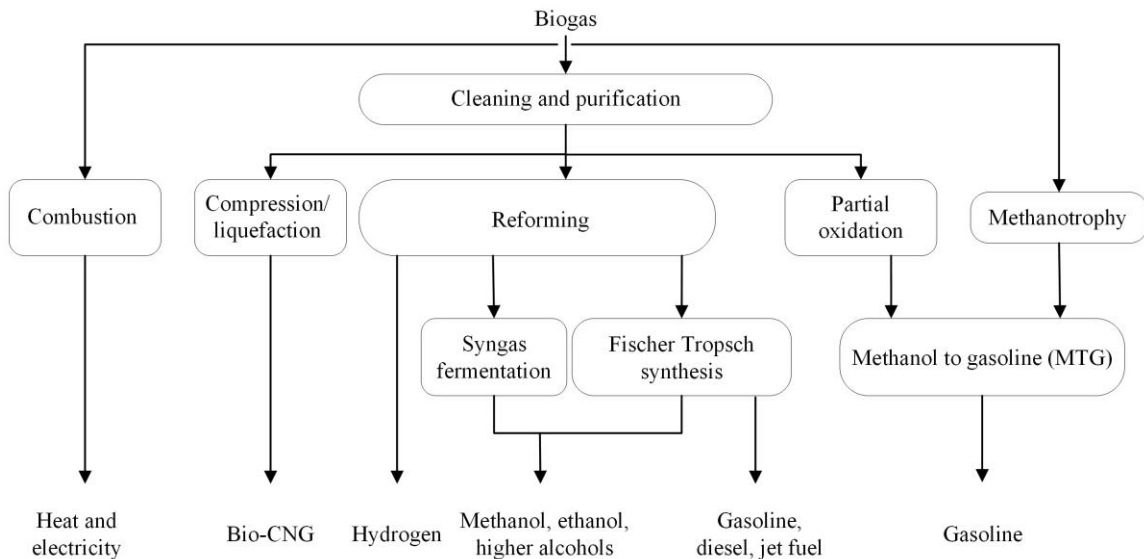 Biogas
Cleaning and purification
Combustion
Compression/
liquefaction
Reforming
Partial
oxidation
Methanotrophy
Syngas
fermentation
Fischer Tropsch
synthesis
Methanol to gasoline (MTG)
Heat and
electricity
Bio-CNG
Hydrogen
Methanol, ethanol,
higher alcohols
Gasoline,
diesel, jet fuel
Gasoline